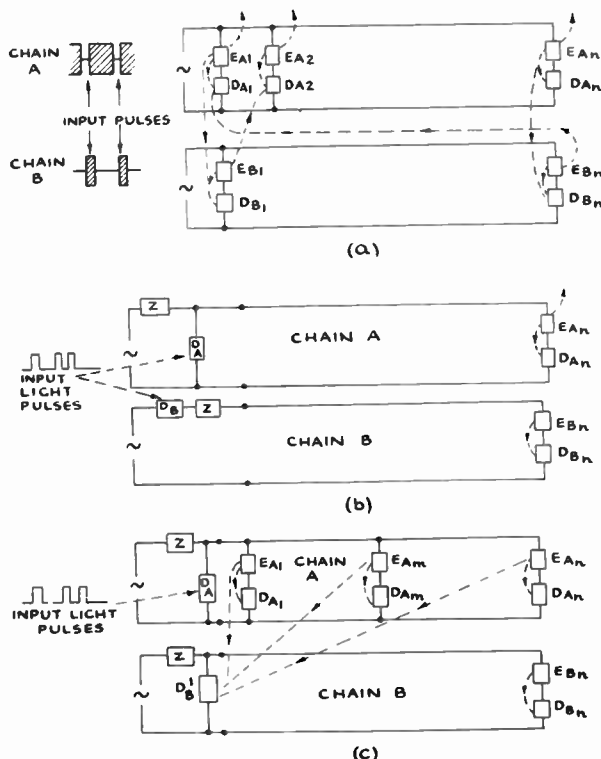 CHAIN A
INPUT PULSES
CHAIN B
~
EA1
DA1
EA2
DA2
EAn
DAn
~
EB1
DB1
EBn
DBn
(a)
Z
~
DA
CHAIN A
EAn
DAn
INPUT LIGHT PULSES
DB
Z
~
CHAIN B
EBn
DBn
(b)
Z
~
DA
EA1
DA1
CHAIN A
EAm
DAm
EAn
DAn
INPUT LIGHT PULSES
Z
~
DB'
CHAIN B
EBn
DBn
(c)